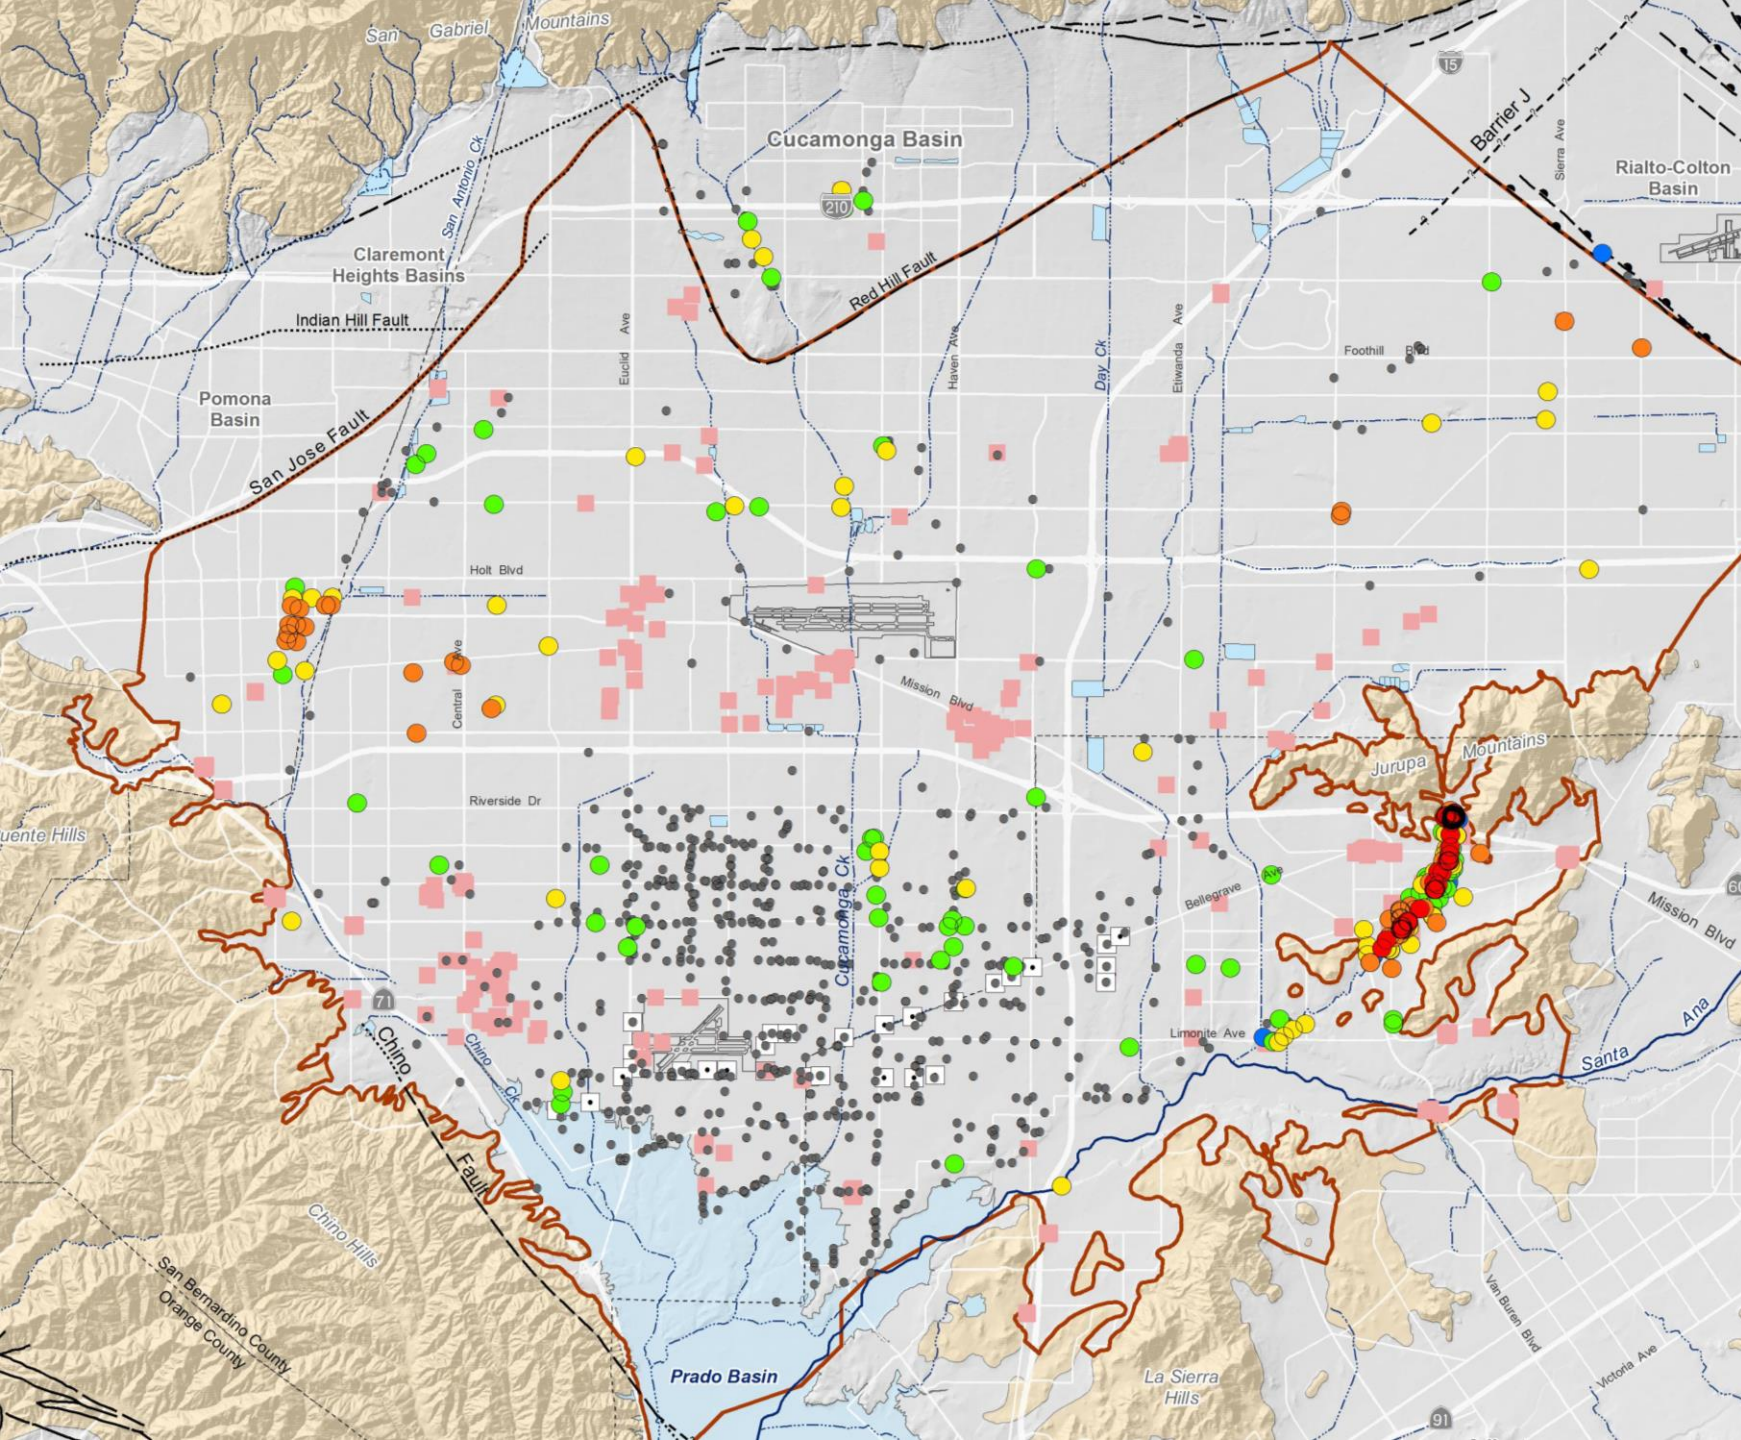 San Gabriel Mountains
15
Barrier J
Sierra Ave
Cucamonga Basin
San Antonio Ck
Rialto-Colton
Basin
210
Claremont
Heights Basins
Red Hill Fault
Indian Hill Fault
Euclid Ave
Haven Ave
Day Ck
Etiwanda Ave
Foothill Blvd
Pomona
Basin
San Jose Fault
Holt Blvd
Central Ave
Mission Blvd
Jurupa Mountains
Riverside Dr
uente Hills
Cucamonga Ck
Bellegrave Ave
60
Mission Blvd
71
Chino Fault
Chino Ck
Limonite Ave
Santa Ana
Chino Hills
San Bernardino County
Orange County
Van Buren Blvd
Victoria Ave
Prado Basin
La Sierra
Hills
91